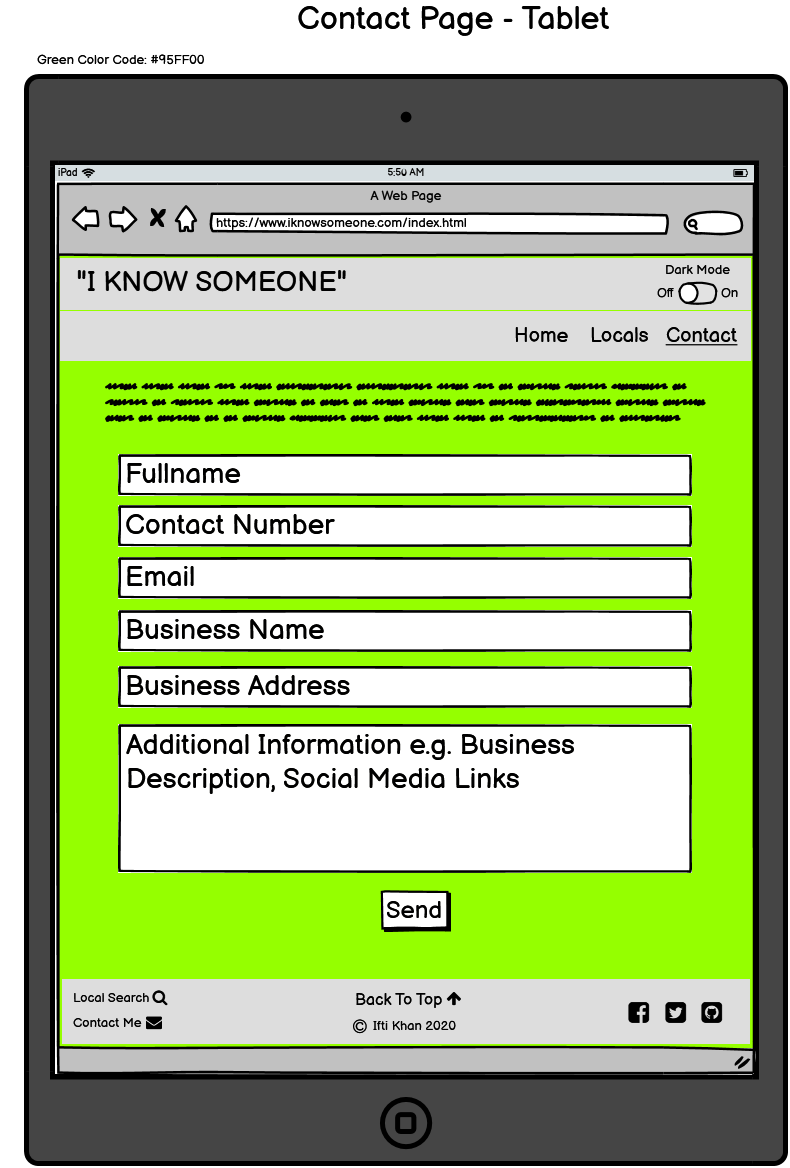 Contact Page - Tablet
Green Color Code: #95FF00
iPad 5:50 AM
A Web Page
https://www.iknowsomeone.com/index.html
"I KNOW SOMEONE"
Dark Mode
Off On
Home Locals Contact
Fullname
Contact Number
Email
Business Name
Business Address
Additional Information e.g. Business
Description, Social Media Links
Send
Local Search
Back To Top
Contact Me
© Ifti Khan 2020